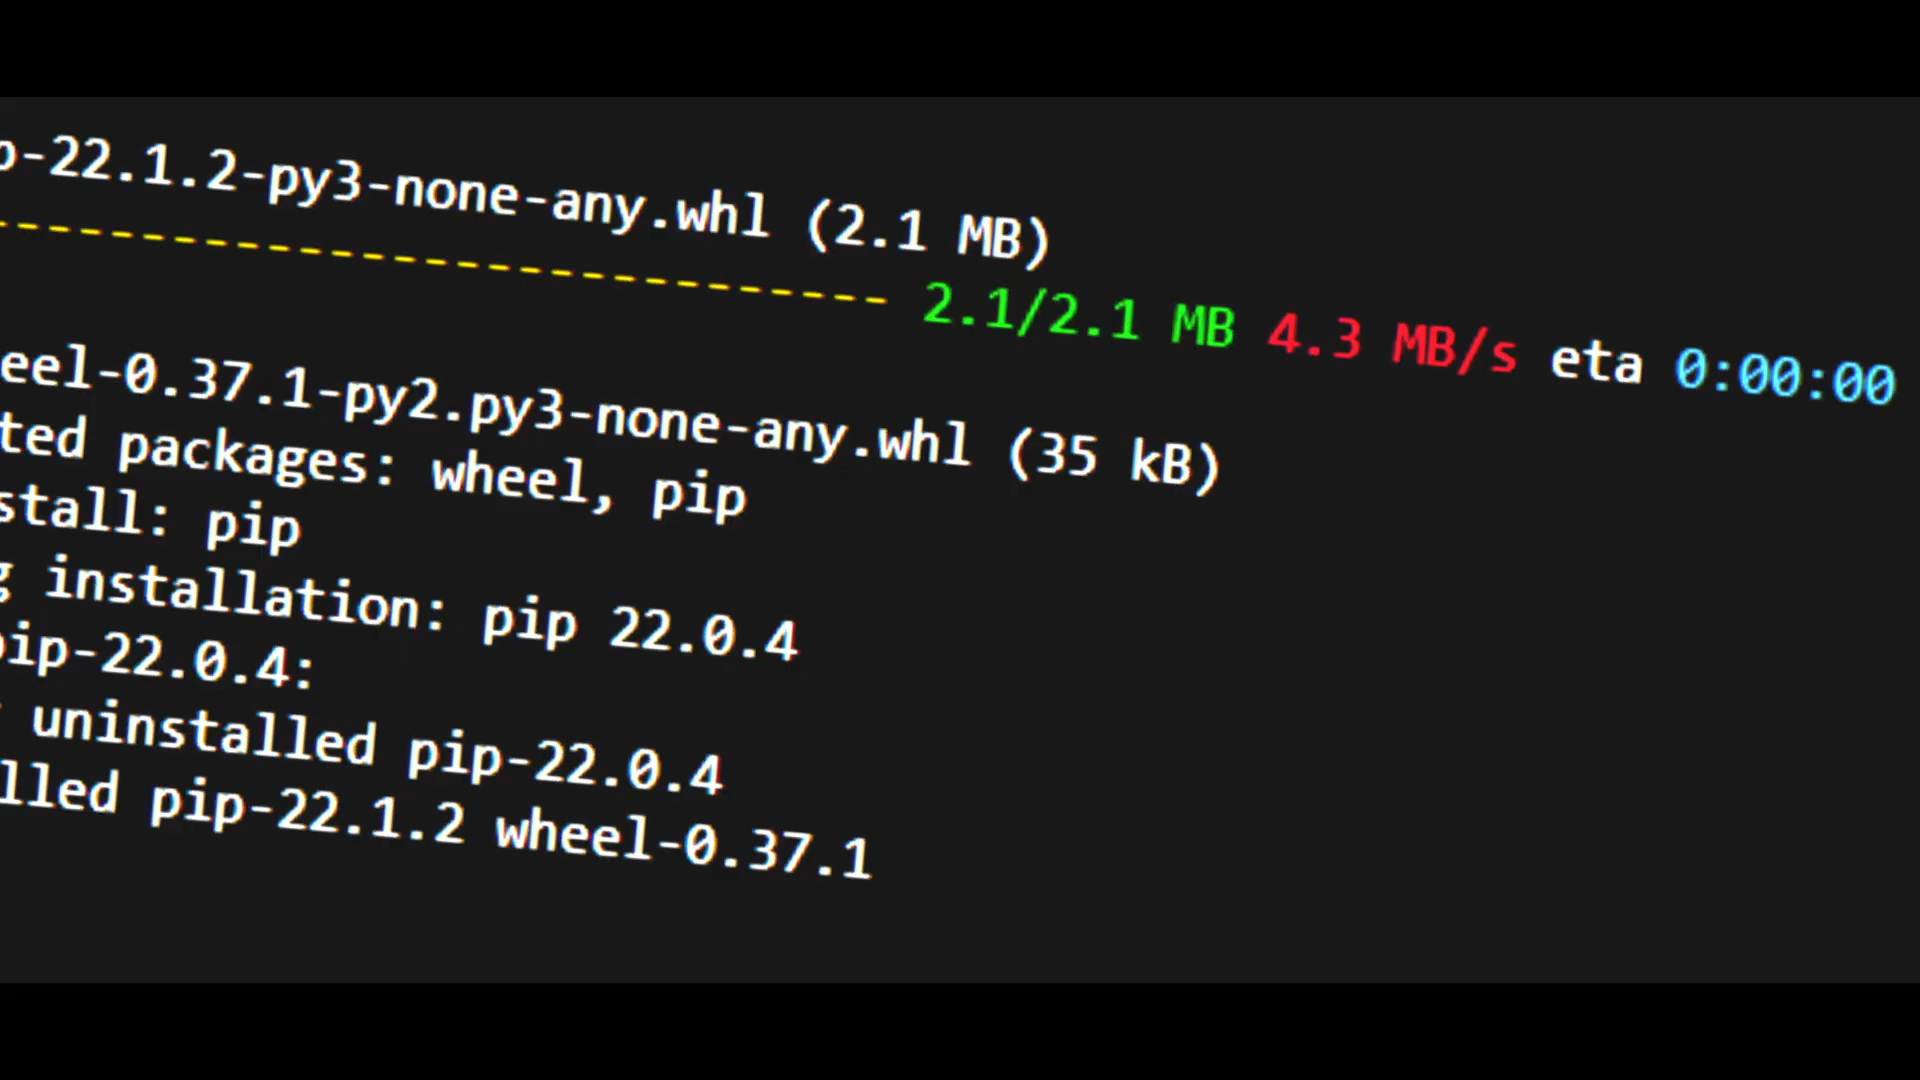 p-22.1.2-py3-none-any.whl (2.1 MB)
----------------------------- 2.1/2.1 MB 4.3 MB/s eta 0:00:00
eel-0.37.1-py2.py3-none-any.whl (35 kB)
ted packages: wheel, pip
stall: pip
g installation: pip 22.0.4
pip-22.0.4:
uninstalled pip-22.0.4
lled pip-22.1.2 wheel-0.37.1